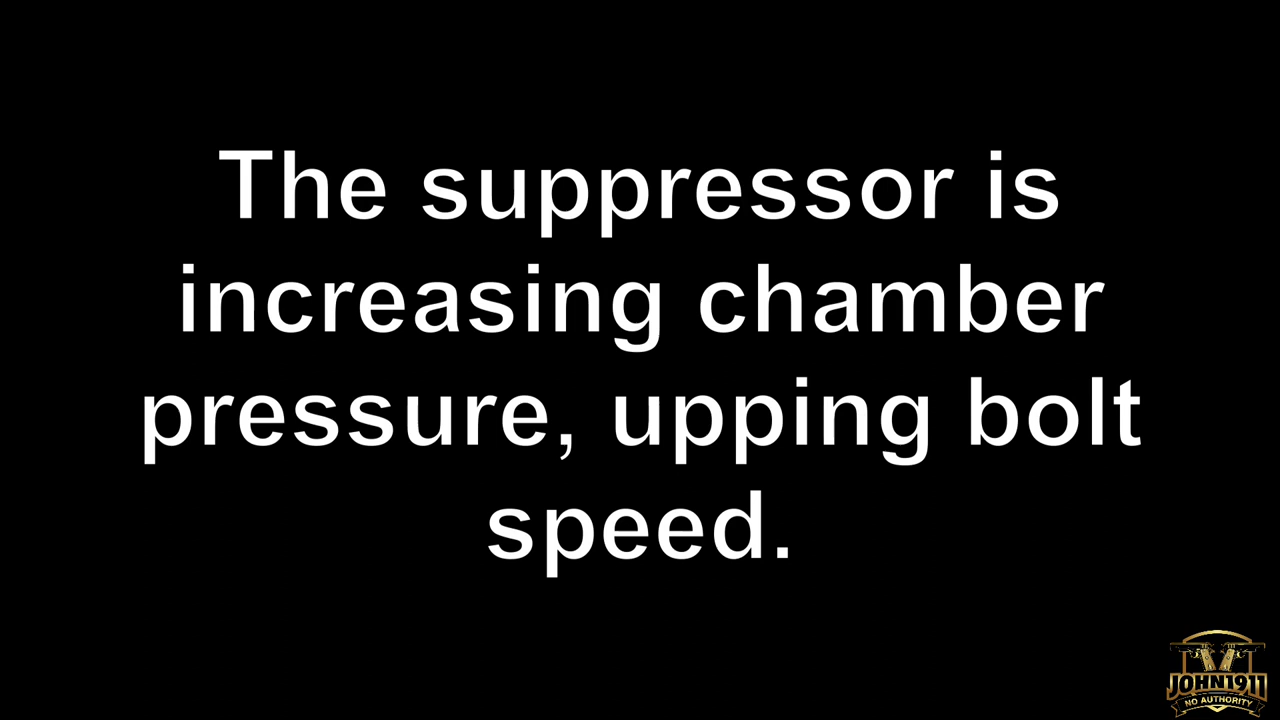 The suppressor is
increasing chamber
pressure, upping bolt
speed.
JOHN1911
NO AUTHORITY